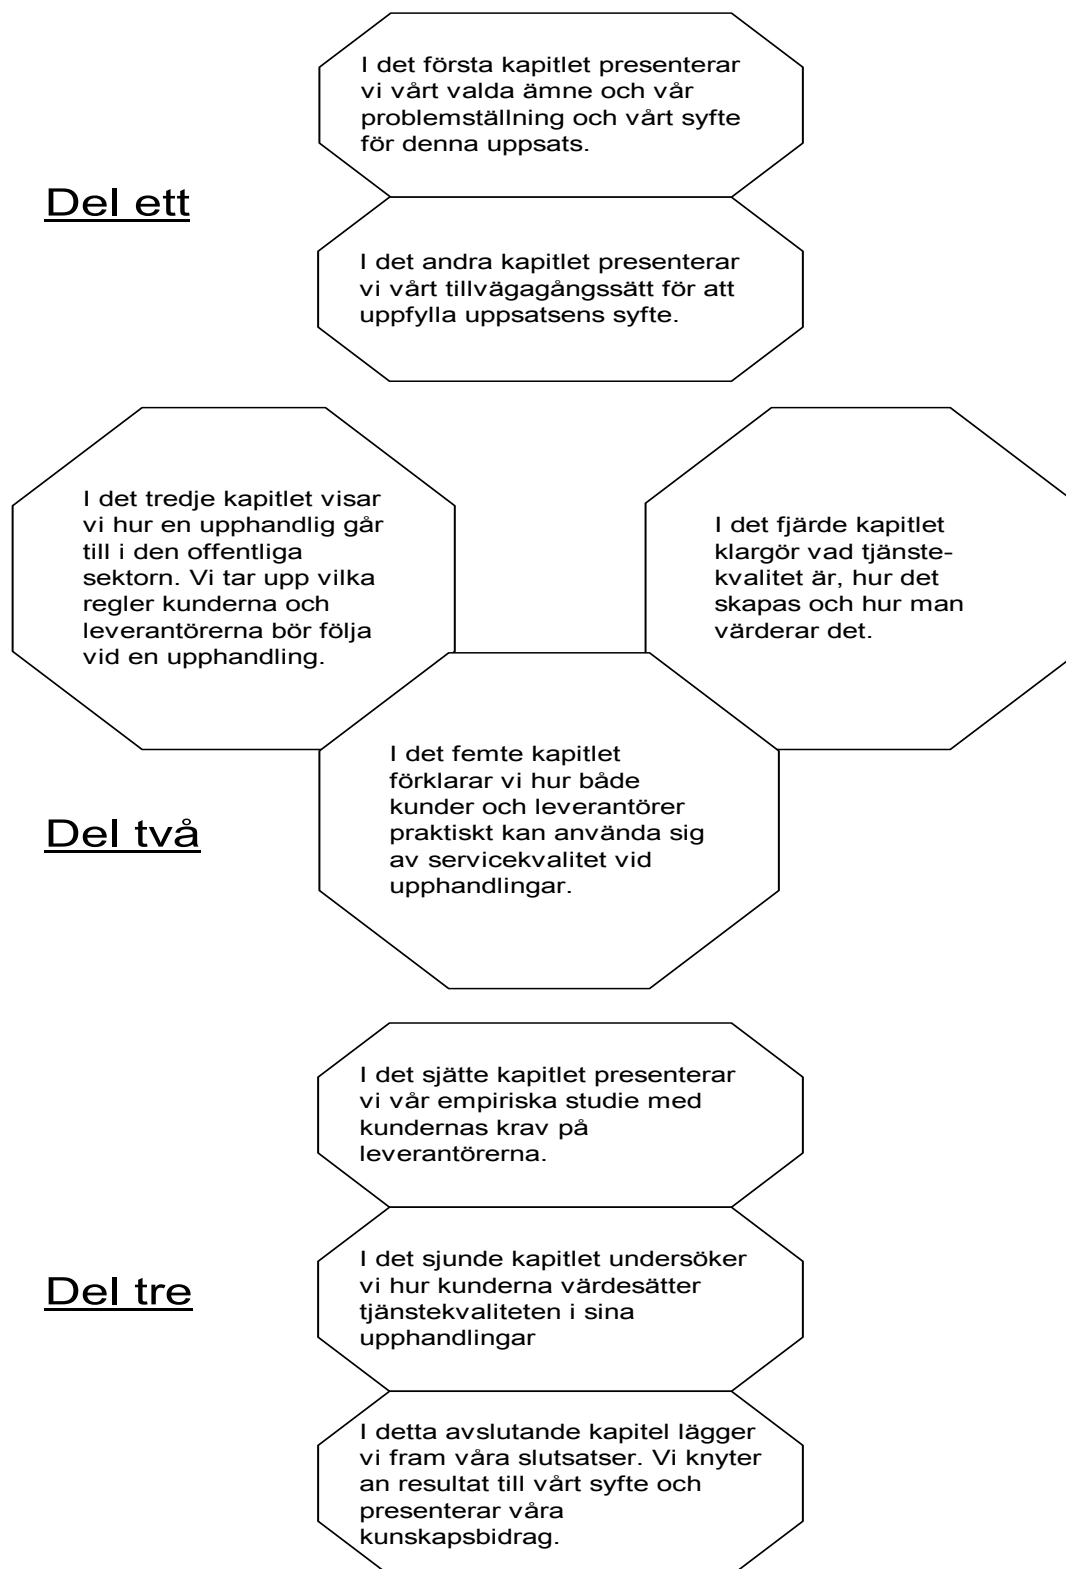 I det första kapitlet presenterar
vi vårt valda ämne och vår
problemställning och vårt syfte
för denna uppsats.
Del ett
I det andra kapitlet presenterar
vi vårt tillvägagångssätt för att
uppfylla uppsatsens syfte.
I det tredje kapitlet visar
vi hur en upphandlig går
till i den offentliga
sektorn. Vi tar upp vilka
regler kunderna och
leverantörerna bör följa
vid en upphandling.
I det fjärde kapitlet
klargör vad tjänste-
kvalitet är, hur det
skapas och hur man
värderar det.
Del två
I det femte kapitlet
förklarar vi hur både
kunder och leverantörer
praktiskt kan använda sig
av servicekvalitet vid
upphandlingar.
I det sjätte kapitlet presenterar
vi vår empiriska studie med
kundernas krav på
leverantörerna.
Del tre
I det sjunde kapitlet undersöker
vi hur kunderna värdesätter
tjänstekvaliteten i sina
upphandlingar
I detta avslutande kapitel lägger
vi fram våra slutsatser. Vi knyter
an resultat till vårt syfte och
presenterar våra
kunskapsbidrag.